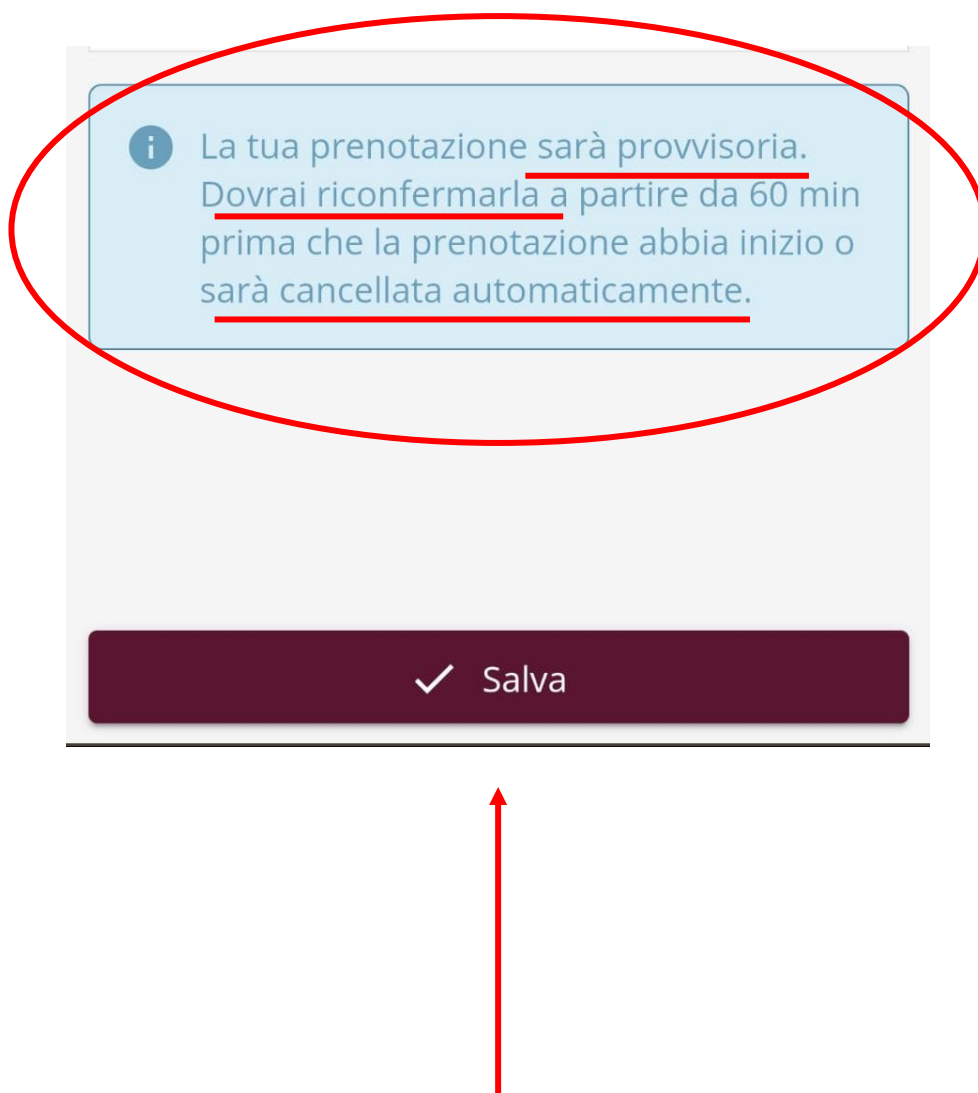 La tua prenotazione sarà provvisoria.
Dovrai riconfermarla a partire da 60 min
prima che la prenotazione abbia inizio o
sarà cancellata automaticamente.
Salva